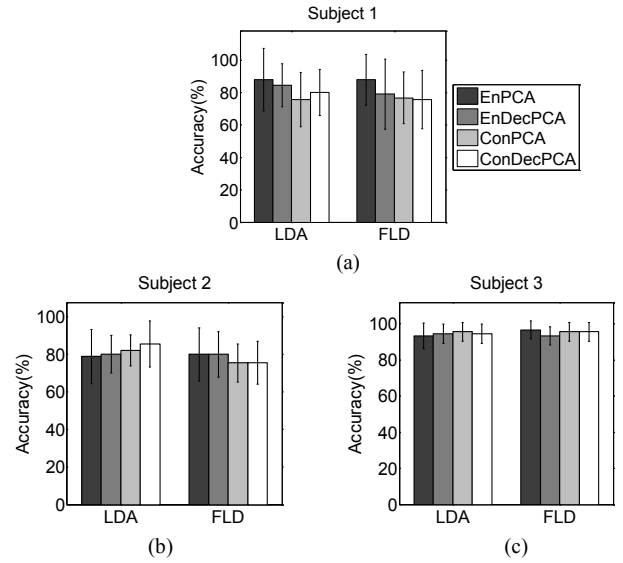 Subject 1
Accuracy(%)
100
80
60
40
20
0
LDA
FLD
EnPCA
EnDecPCA
ConPCA
ConDecPCA
(a)
Subject 2
Accuracy(%)
100
80
60
40
20
0
LDA
FLD
(b)
Subject 3
Accuracy(%)
100
80
60
40
20
0
LDA
FLD
(c)